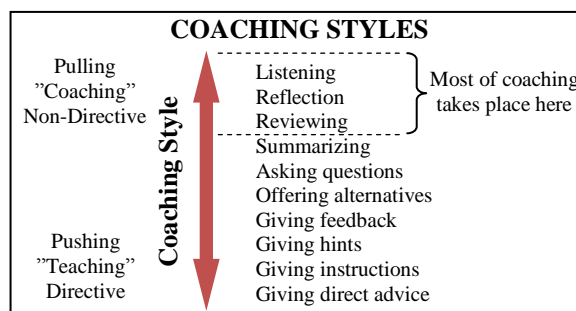 COACHING STYLES
Pulling
”Coaching”
Non-Directive
Coaching Style
Listening
Reflection
Reviewing
Most of coaching
takes place here
Summarizing
Asking questions
Offering alternatives
Giving feedback
Giving hints
Giving instructions
Giving direct advice
Pushing
”Teaching”
Directive